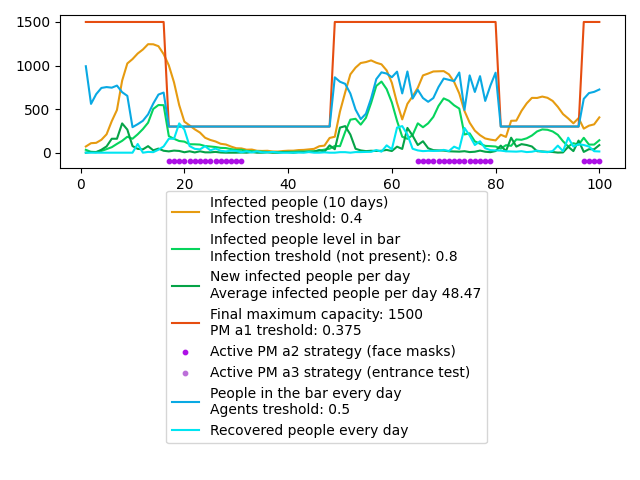 1500
1000
500
0
0
20
40
60
80
100
Infected people (10 days)
Infection treshold: 0.4
Infected people level in bar
Infection treshold (not present): 0.8
New infected people per day
Average infected people per day 48.47
Final maximum capacity: 1500
PM a1 treshold: 0.375
Active PM a2 strategy (face masks)
Active PM a3 strategy (entrance test)
People in the bar every day
Agents treshold: 0.5
Recovered people every day